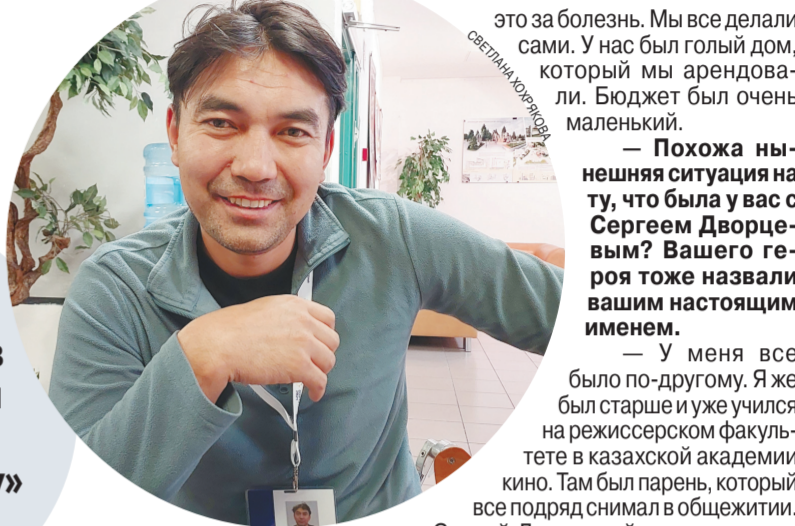 СВЕТЛАНА ХОХРЯКОВА
это за болезнь. Мы все делали
сами. У нас был голый дом,
который мы арендова-
ли. Бюджет был очень
маленький.
— Похожа ны-
нешняя ситуация на
ту, что была у вас с
Сергеем Дворце-
вым? Вашего ге-
роя тоже назвали
вашим настоящим
именем.
— У меня все
было по-другому. Я же
был старше и уже учился
на режиссерском факуль-
тете в казахской академии
кино. Там был парень, который
все подряд снимал в общежитии.